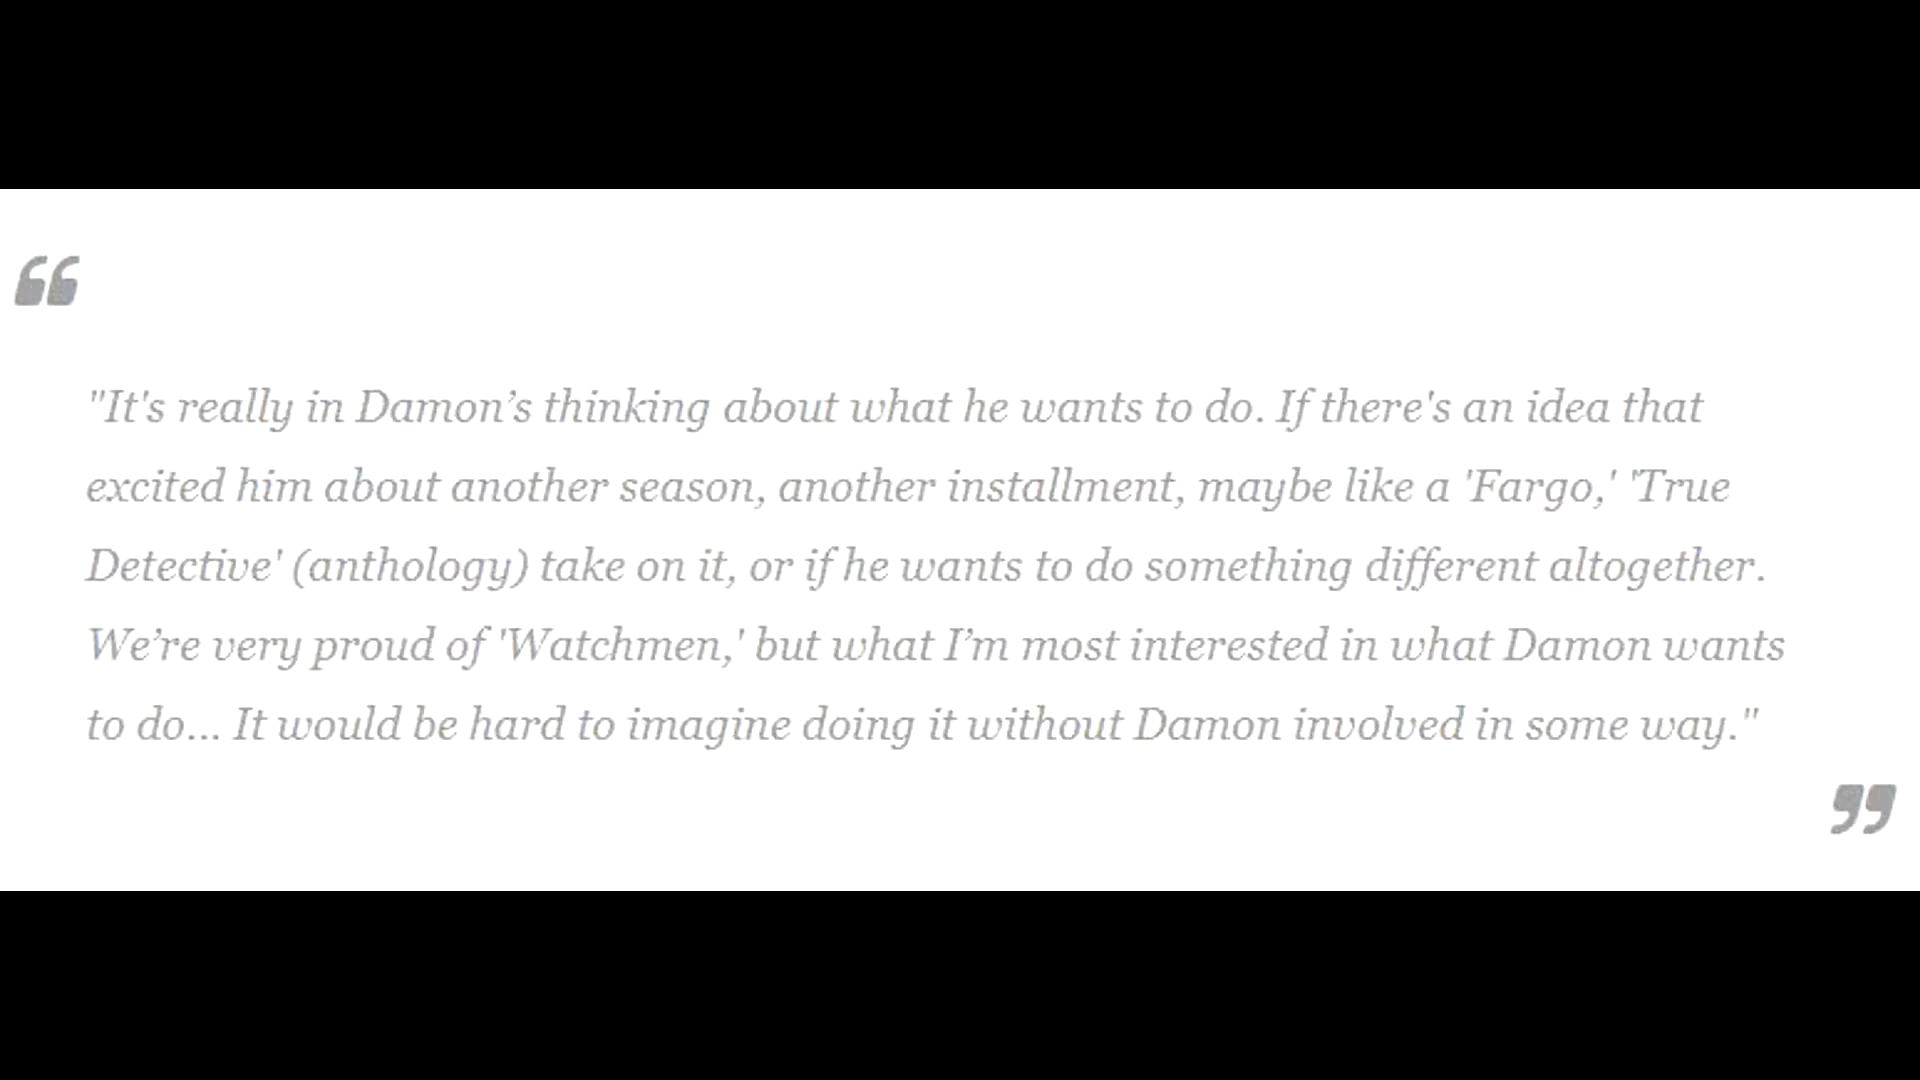 “
"It's really in Damon’s thinking about what he wants to do. If there's an idea that
excited him about another season, another installment, maybe like a 'Fargo,' 'True
Detective' (anthology) take on it, or if he wants to do something different altogether.
We’re very proud of 'Watchmen,' but what I’m most interested in what Damon wants
to do... It would be hard to imagine doing it without Damon involved in some way."
”